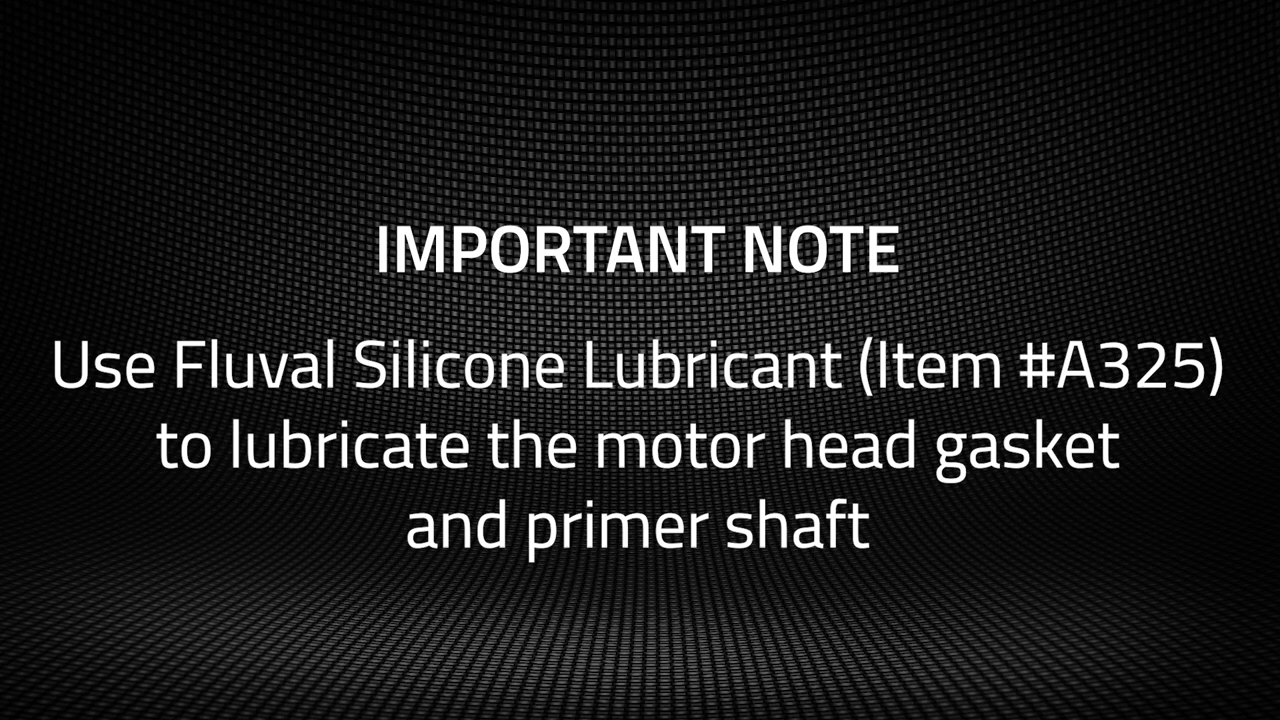 IMPORTANT NOTE
Use Fluval Silicone Lubricant (Item #A325)
to lubricate the motor head gasket
and primer shaft